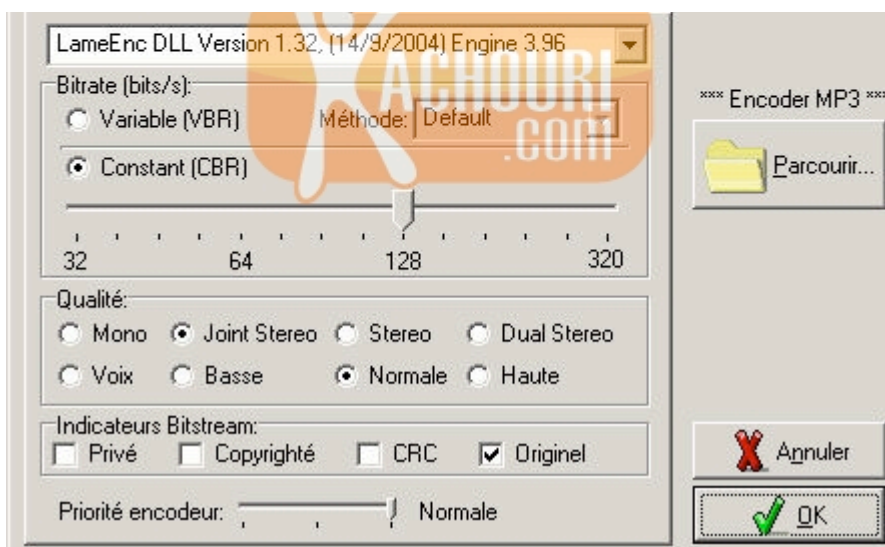 LameEnc DLL Version 1.32, (14/9/2004) Engine 3.96
KACHOURI
.COM
Bitrate (bits/s):
Variable (VBR)
Méthode: Default
Constant (CBR)
32 64 128 320
Qualité:
Mono Joint Stereo Stereo Dual Stereo
Voix Basse Normale Haute
Indicateurs Bitstream:
Privé Copyrighté CRC Originel
Priorité encodeur: Normale
*** Encoder MP3 ***
Parcourir...
Annuler
OK